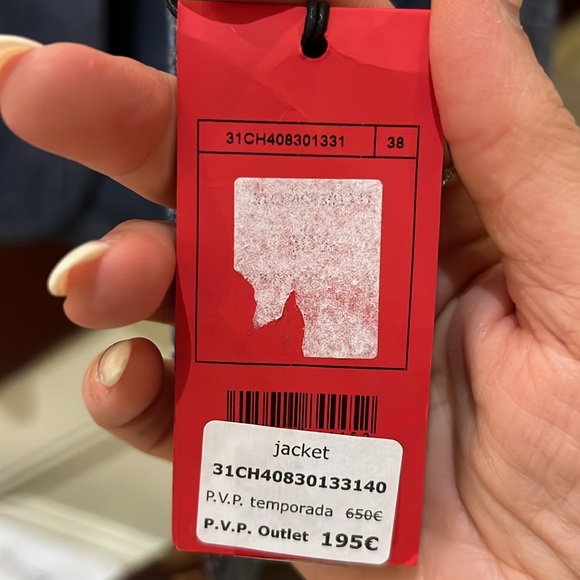 31CH408301331 38
jacket
31CH40830133140
P.V.P. temporada 650€
P.V.P. Outlet 195€